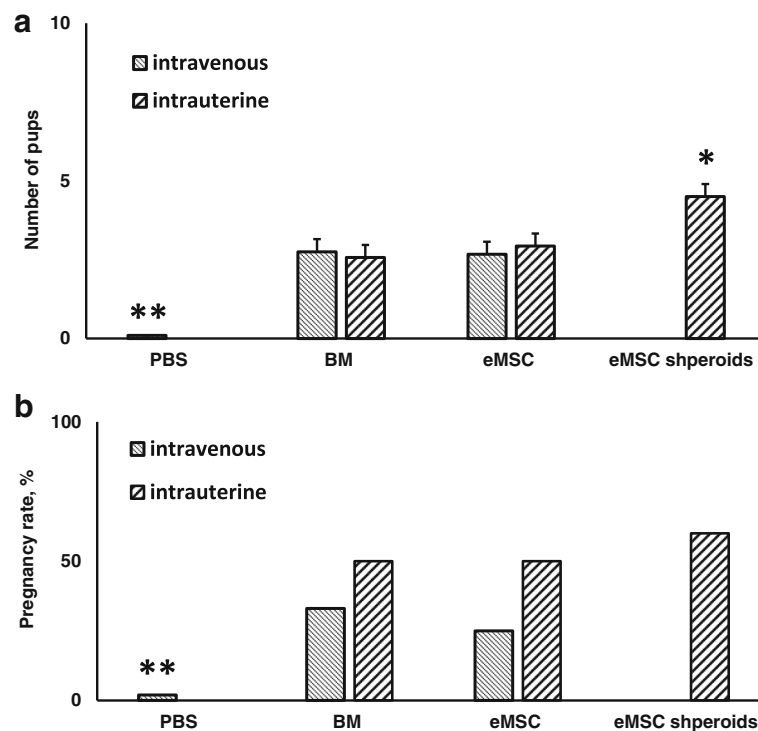 a
10
intravenous
intrauterine
Number of pups
5
*
**
0
PBS BM eMSC eMSC shperoids
b
100
intravenous
intrauterine
Pregnancy rate, %
50
**
0
PBS BM eMSC eMSC shperoids